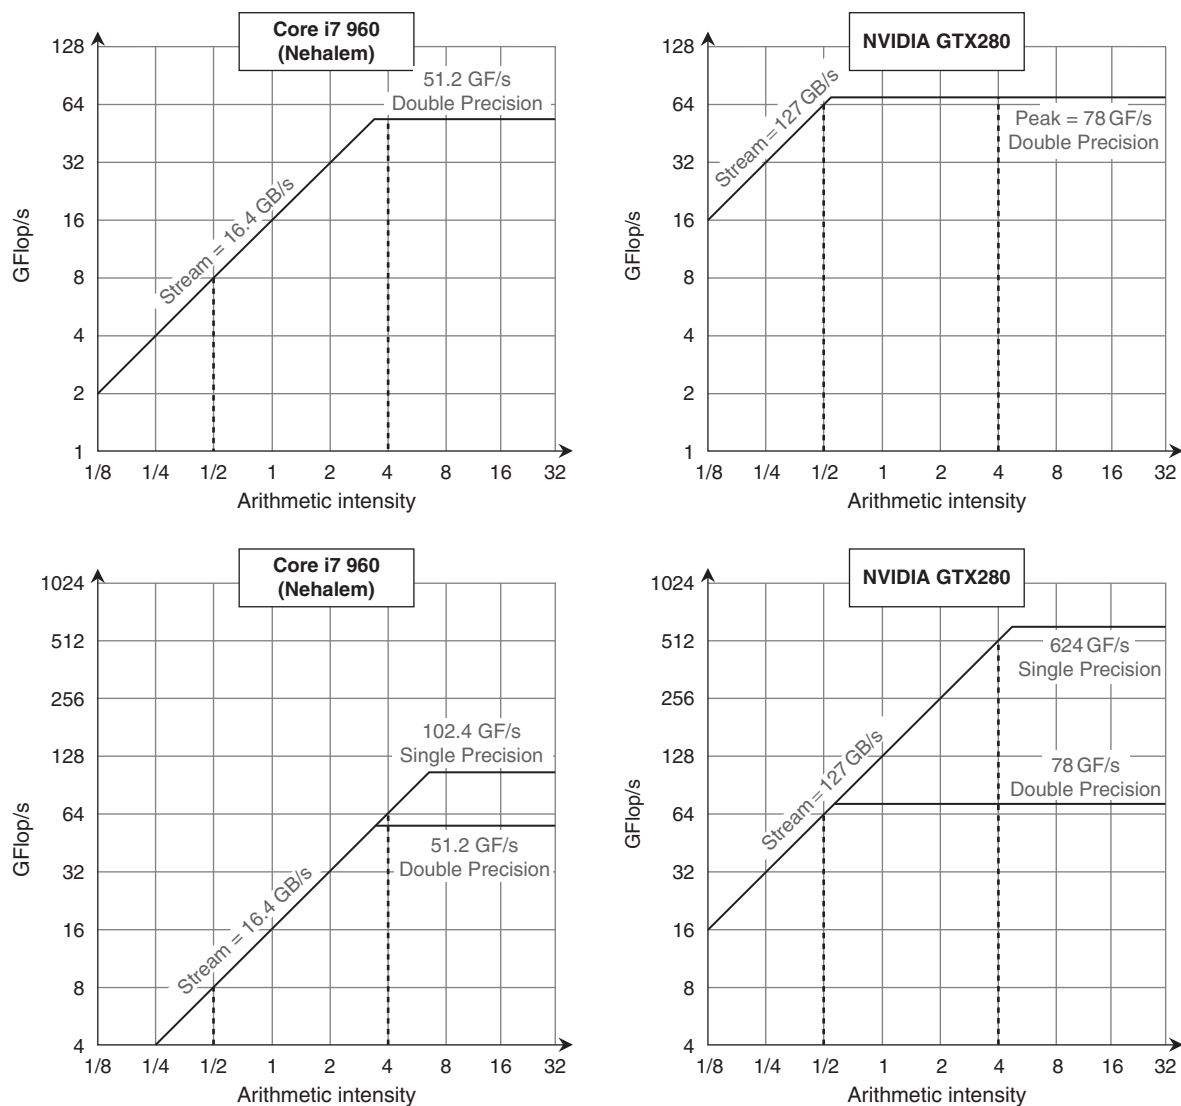 Core i7 960
(Nehalem)
128
64
32
16
8
4
2
1
GFlop/s
51.2 GF/s
Double Precision
Stream = 16.4 GB/s
1/8 1/4 1/2 1 2 4 8 16 32
Arithmetic intensity
NVIDIA GTX280
128
64
32
16
8
4
2
1
GFlop/s
Stream = 127 GB/s
Peak = 78 GF/s
Double Precision
1/8 1/4 1/2 1 2 4 8 16 32
Arithmetic intensity
Core i7 960
(Nehalem)
1024
512
256
128
64
32
16
8
4
GFlop/s
102.4 GF/s
Single Precision
51.2 GF/s
Double Precision
Stream = 16.4 GB/s
1/8 1/4 1/2 1 2 4 8 16 32
Arithmetic intensity
NVIDIA GTX280
1024
512
256
128
64
32
16
8
4
GFlop/s
624 GF/s
Single Precision
78 GF/s
Double Precision
Stream = 127 GB/s
1/8 1/4 1/2 1 2 4 8 16 32
Arithmetic intensity